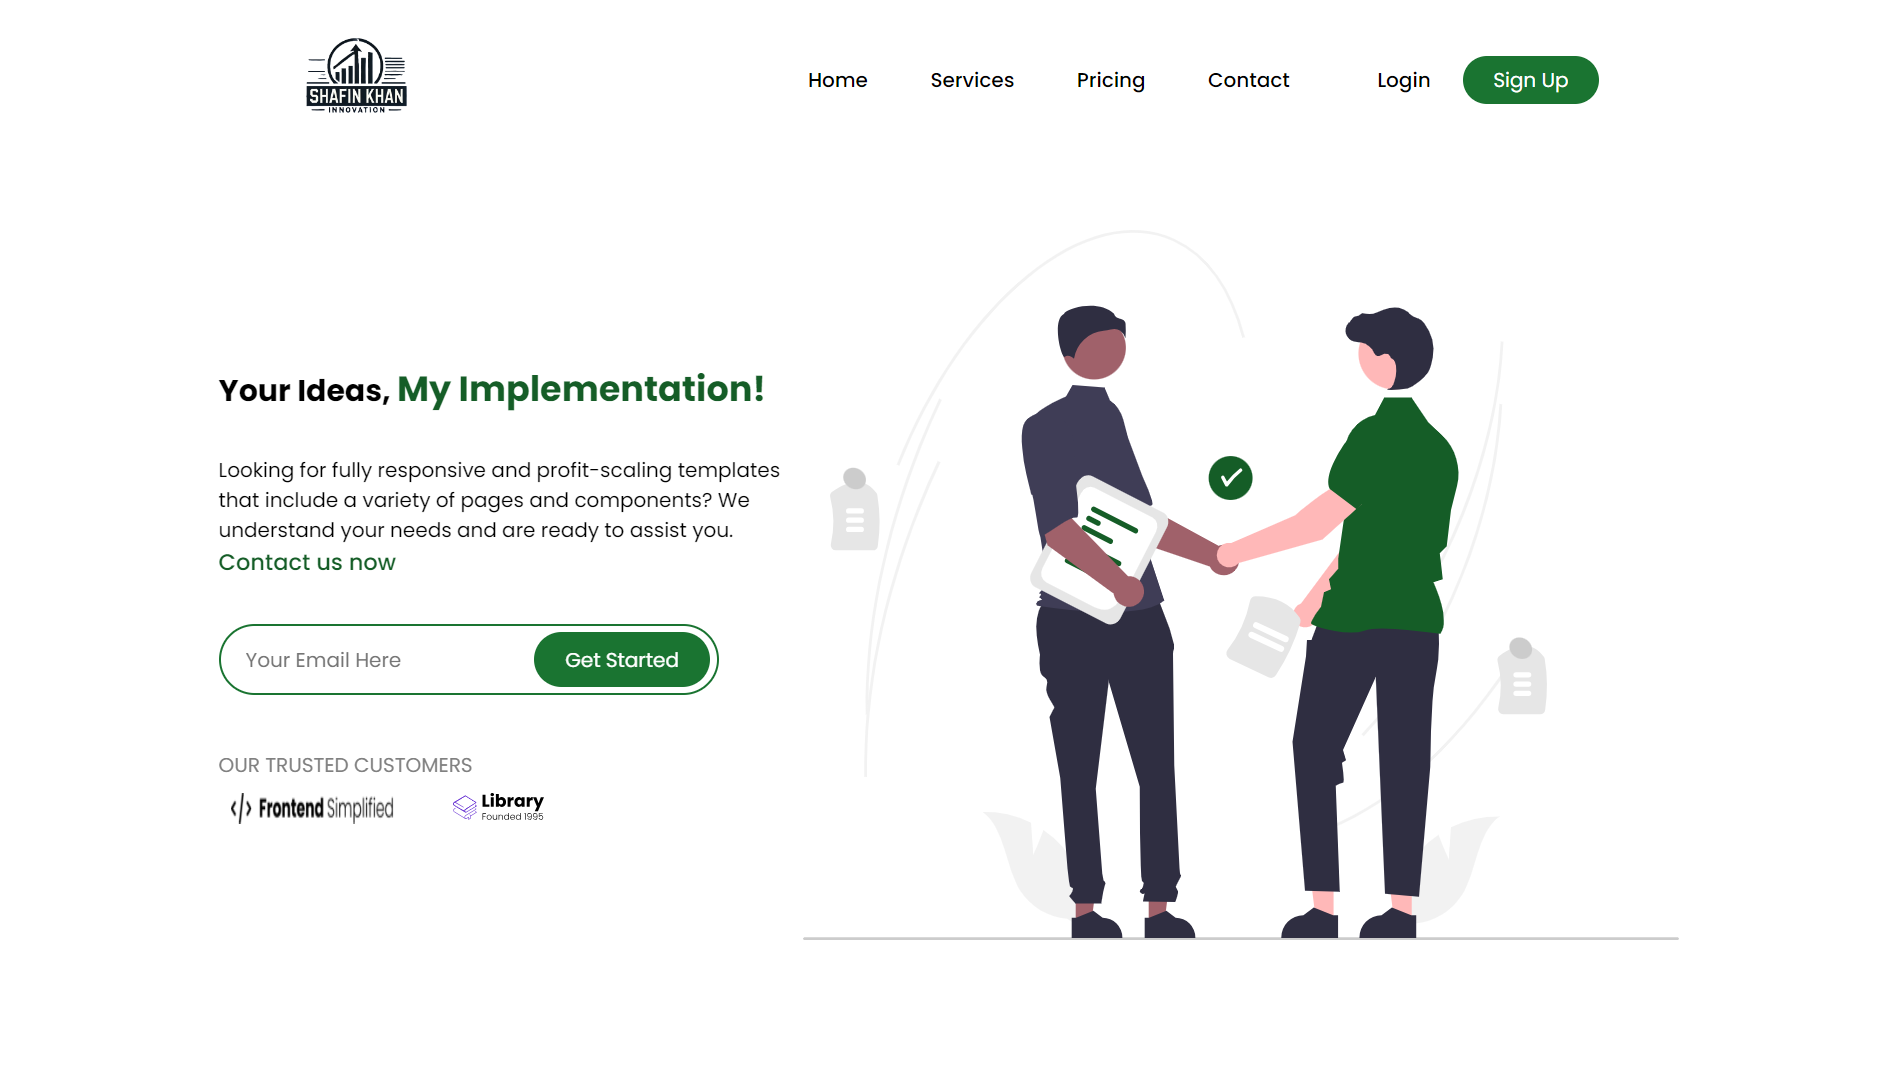 SHAFIN KHAN
INNOVATION
Home
Services
Pricing
Contact
Login
Sign Up
Your Ideas, My Implementation!
Looking for fully responsive and profit-scaling templates
that include a variety of pages and components? We
understand your needs and are ready to assist you.
Contact us now
Your Email Here
Get Started
OUR TRUSTED CUSTOMERS
</> Frontend Simplified
Library
Founded 1995